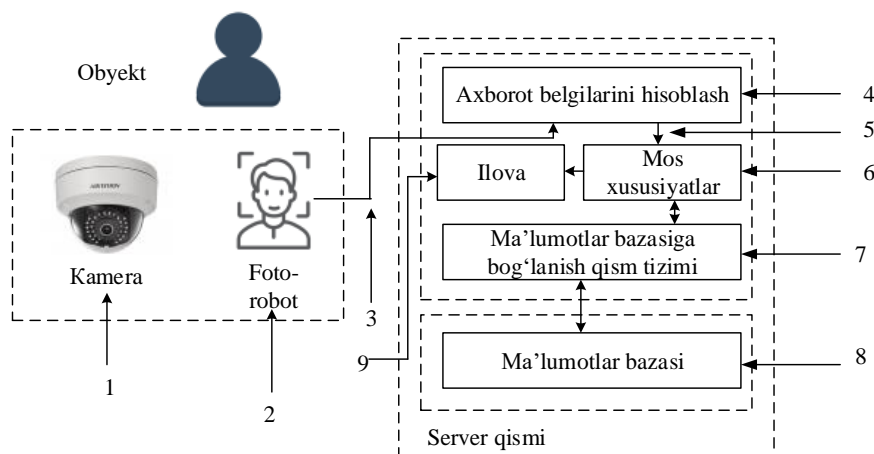 Obyekt
HIKVISION
Kamera
Foto-
robot
1
2
3
9
Axborot belgilarini hisoblash
Ilova
Mos
xususiyatlar
Ma’lumotlar bazasiga
bog‘lanish qism tizimi
Ma’lumotlar bazasi
Server qismi
4
5
6
7
8